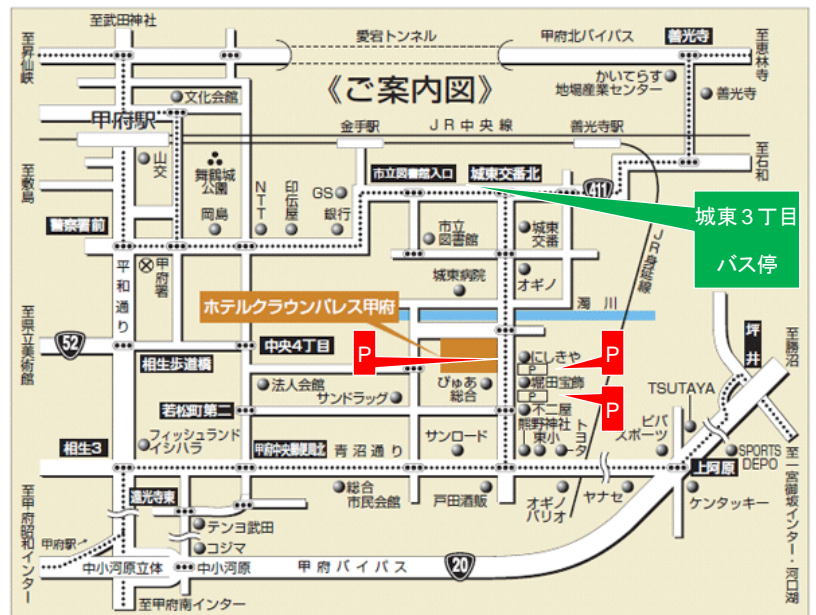 至武田神社
至昇仙峡
愛宕トンネル
甲府北バイパス
善光寺
至恵林寺
《ご案内図》
かいてらす
地場産業センター
善光寺
文化会館
甲府駅
金手駅
JR中央線
善光寺駅
至石和
至敷島
山交
舞鶴城
公園
NTT
印伝屋
GS
銀行
市立図書館入口
城東交番北
411
岡島
城東3丁目
バス停
警察署前
平和通り
甲府署
市立
図書館
城東
交番
JR身延線
城東病院
オギノ
濁川
至県立美術館
ホテルクラウンパレス甲府
52
中央4丁目
P
P
P
相生歩道橋
にしきや
P
堀田宝飾
P
不二屋
ぴゅあ
総合
法人会館
サンドラッグ
坪井
至勝沼
TSUTAYA
若松町第二
熊野神社
東小
トヨタ
ビバ
スポーツ
フィッシュランド
イシハラ
相生3
甲府中央郵便局北
青沼通り
サンロード
SPORTS
DEPO
上阿原
遠光寺東
総合
市民会館
戸田酒販
オギノ
バリオ
ヤナセ
ケンタッキー
至一宮御坂インター・河口湖
至甲府昭和インター
テンヨ武田
コジマ
甲府駅
中小河原立体
中小河原
甲府バイパス
20
至甲府南インター